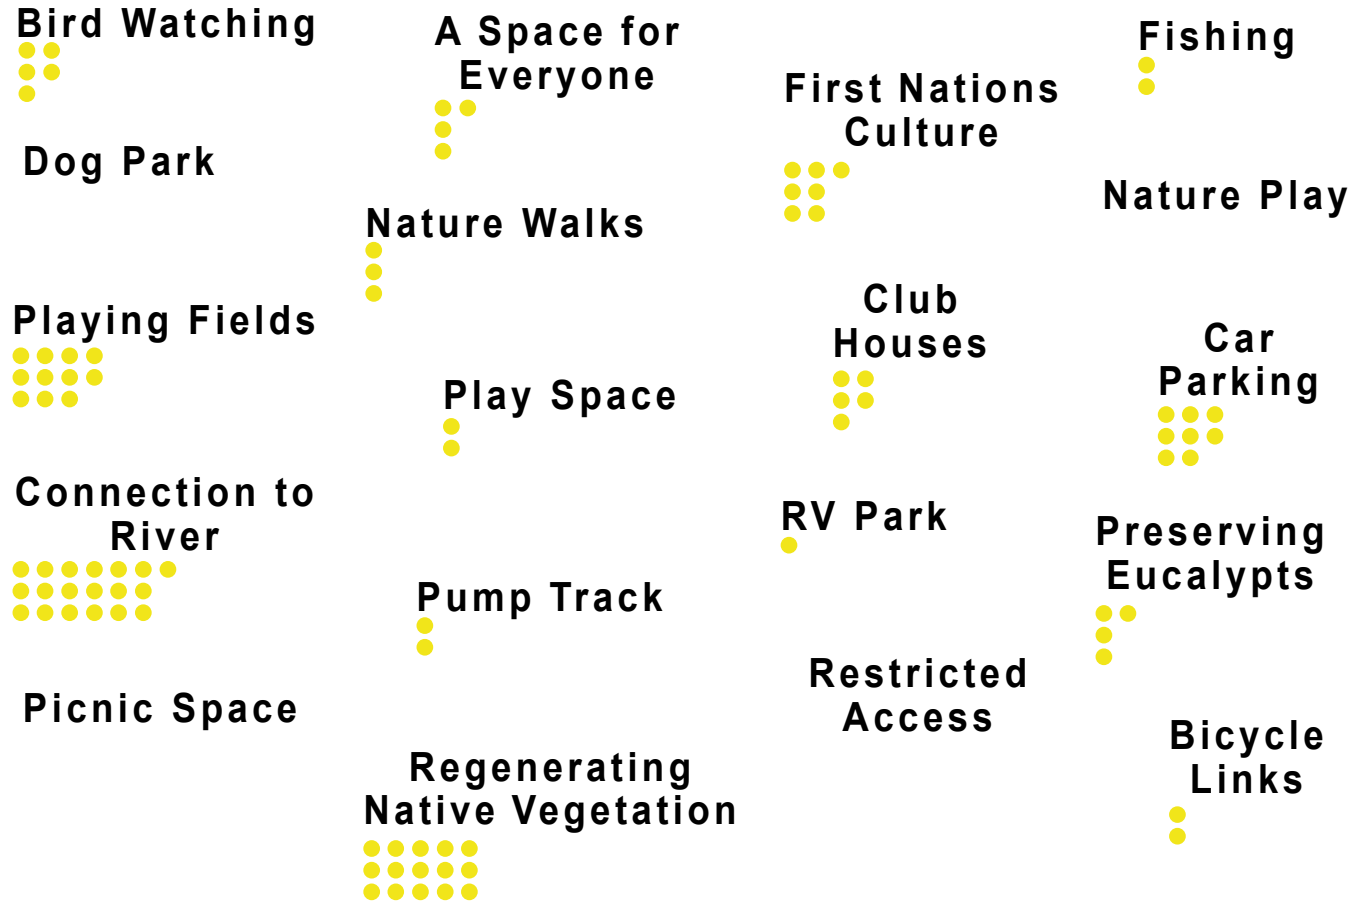 Bird Watching
Dog Park
Playing Fields
Connection to
River
Picnic Space
A Space for
Everyone
Nature Walks
Play Space
Pump Track
Regenerating
Native Vegetation
First Nations
Culture
Club
Houses
RV Park
Restricted
Access
Fishing
Nature Play
Car
Parking
Preserving
Eucalypts
Bicycle
Links